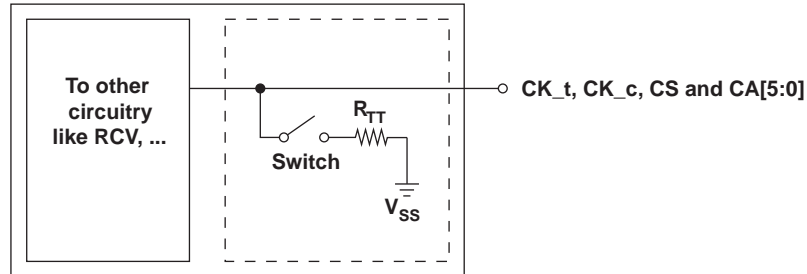 To other
circuitry
like RCV, ...
CK_t, CK_c, CS and CA[5:0]
RTT
Switch
VSS